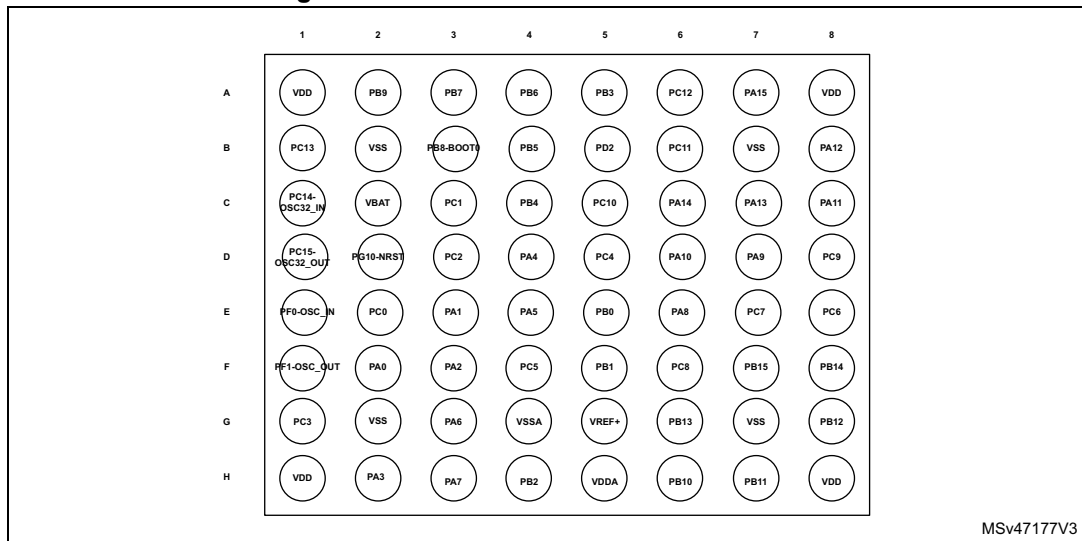 g
1 2 3 4 5 6 7 8
A VDD PB9 PB7 PB6 PB3 PC12 PA15 VDD
B PC13 VSS PB8-BOOT0 PB5 PD2 PC11 VSS PA12
C PC14-OSC32_IN VBAT PC1 PB4 PC10 PA14 PA13 PA11
D PC15-OSC32_OUT PG10-NRST PC2 PA4 PC4 PA10 PA9 PC9
E PF0-OSC_IN PC0 PA1 PA5 PB0 PA8 PC7 PC6
F PF1-OSC_OUT PA0 PA2 PC5 PB1 PC8 PB15 PB14
G PC3 VSS PA6 VSSA VREF+ PB13 VSS PB12
H VDD PA3 PA7 PB2 VDDA PB10 PB11 VDD
MSv47177V3